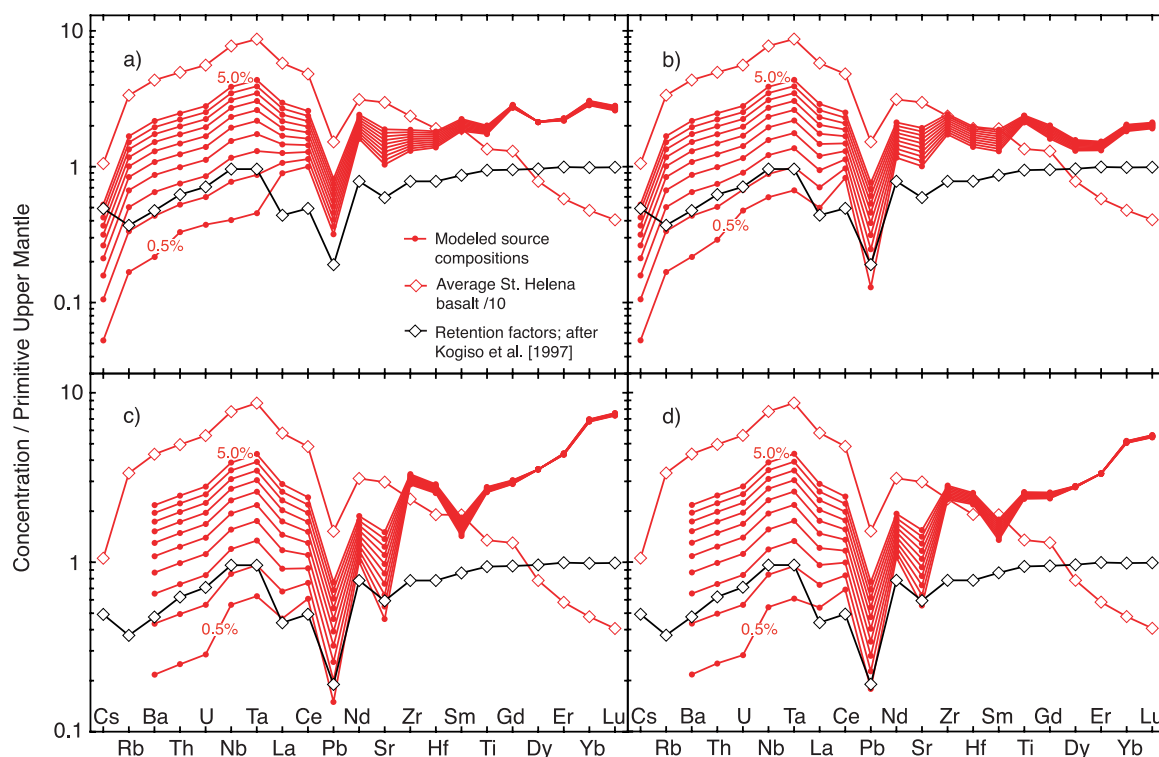 Concentration / Primitive Upper Mantle
10
1
0.1
10
1
0.1
a)
5.0%
0.5%
Modeled source
compositions
Average St. Helena
basalt /10
Retention factors; after
Kogiso et al. [1997]
b)
5.0%
0.5%
c)
5.0%
0.5%
d)
5.0%
0.5%
Cs Ba U Ta Ce Nd Zr Sm Gd Er Lu
Rb Th Nb La Pb Sr Hf Ti Dy Yb
Cs Ba U Ta Ce Nd Zr Sm Gd Er Lu
Rb Th Nb La Pb Sr Hf Ti Dy Yb